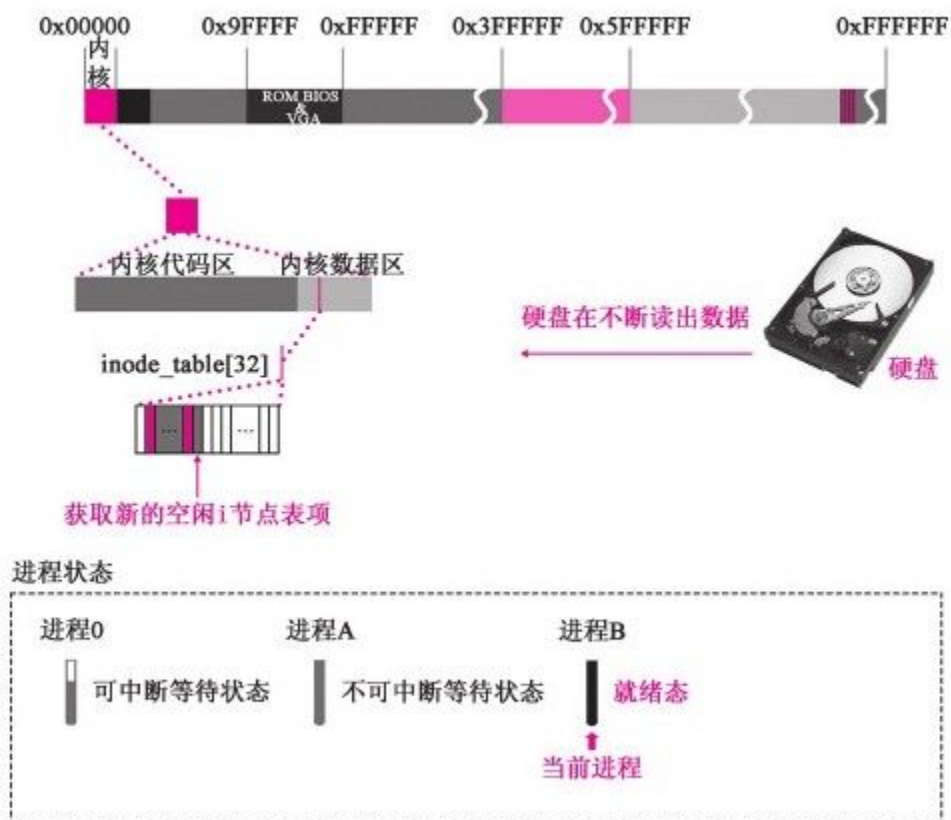 0x00000 0x9FFFF 0xFFFFF 0x3FFFFF 0x5FFFFF 0xFFFFFF
内
核
ROM BIOS
&
VGA
内核代码区 内核数据区
硬盘在不断读出数据
硬盘
inode_table[32]
... ...
获取新的空闲i节点表项
进程状态
进程0 进程A 进程B
可中断等待状态 不可中断等待状态 就绪态
当前进程